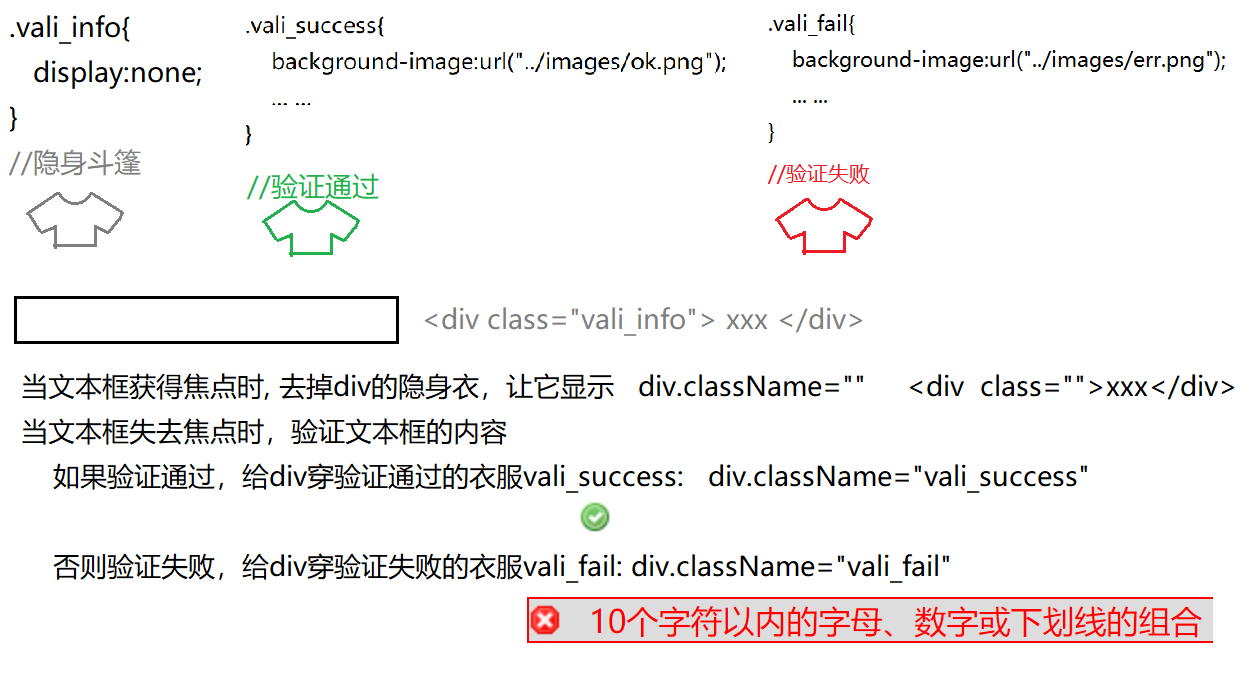 .vali_info{
display:none;
}
//隐身斗篷
.vali_success{
background-image:url("../images/ok.png");
... ...
}
//验证通过
.vali_fail{
background-image:url("../images/err.png");
... ...
}
//验证失败
<div class="vali_info"> xxx </div>
当文本框获得焦点时, 去掉div的隐身衣，让它显示 div.className="" <div class="">xxx</div>
当文本框失去焦点时，验证文本框的内容
如果验证通过，给div穿验证通过的衣服vali_success: div.className="vali_success"
否则验证失败，给div穿验证失败的衣服vali_fail: div.className="vali_fail"
10个字符以内的字母、数字或下划线的组合